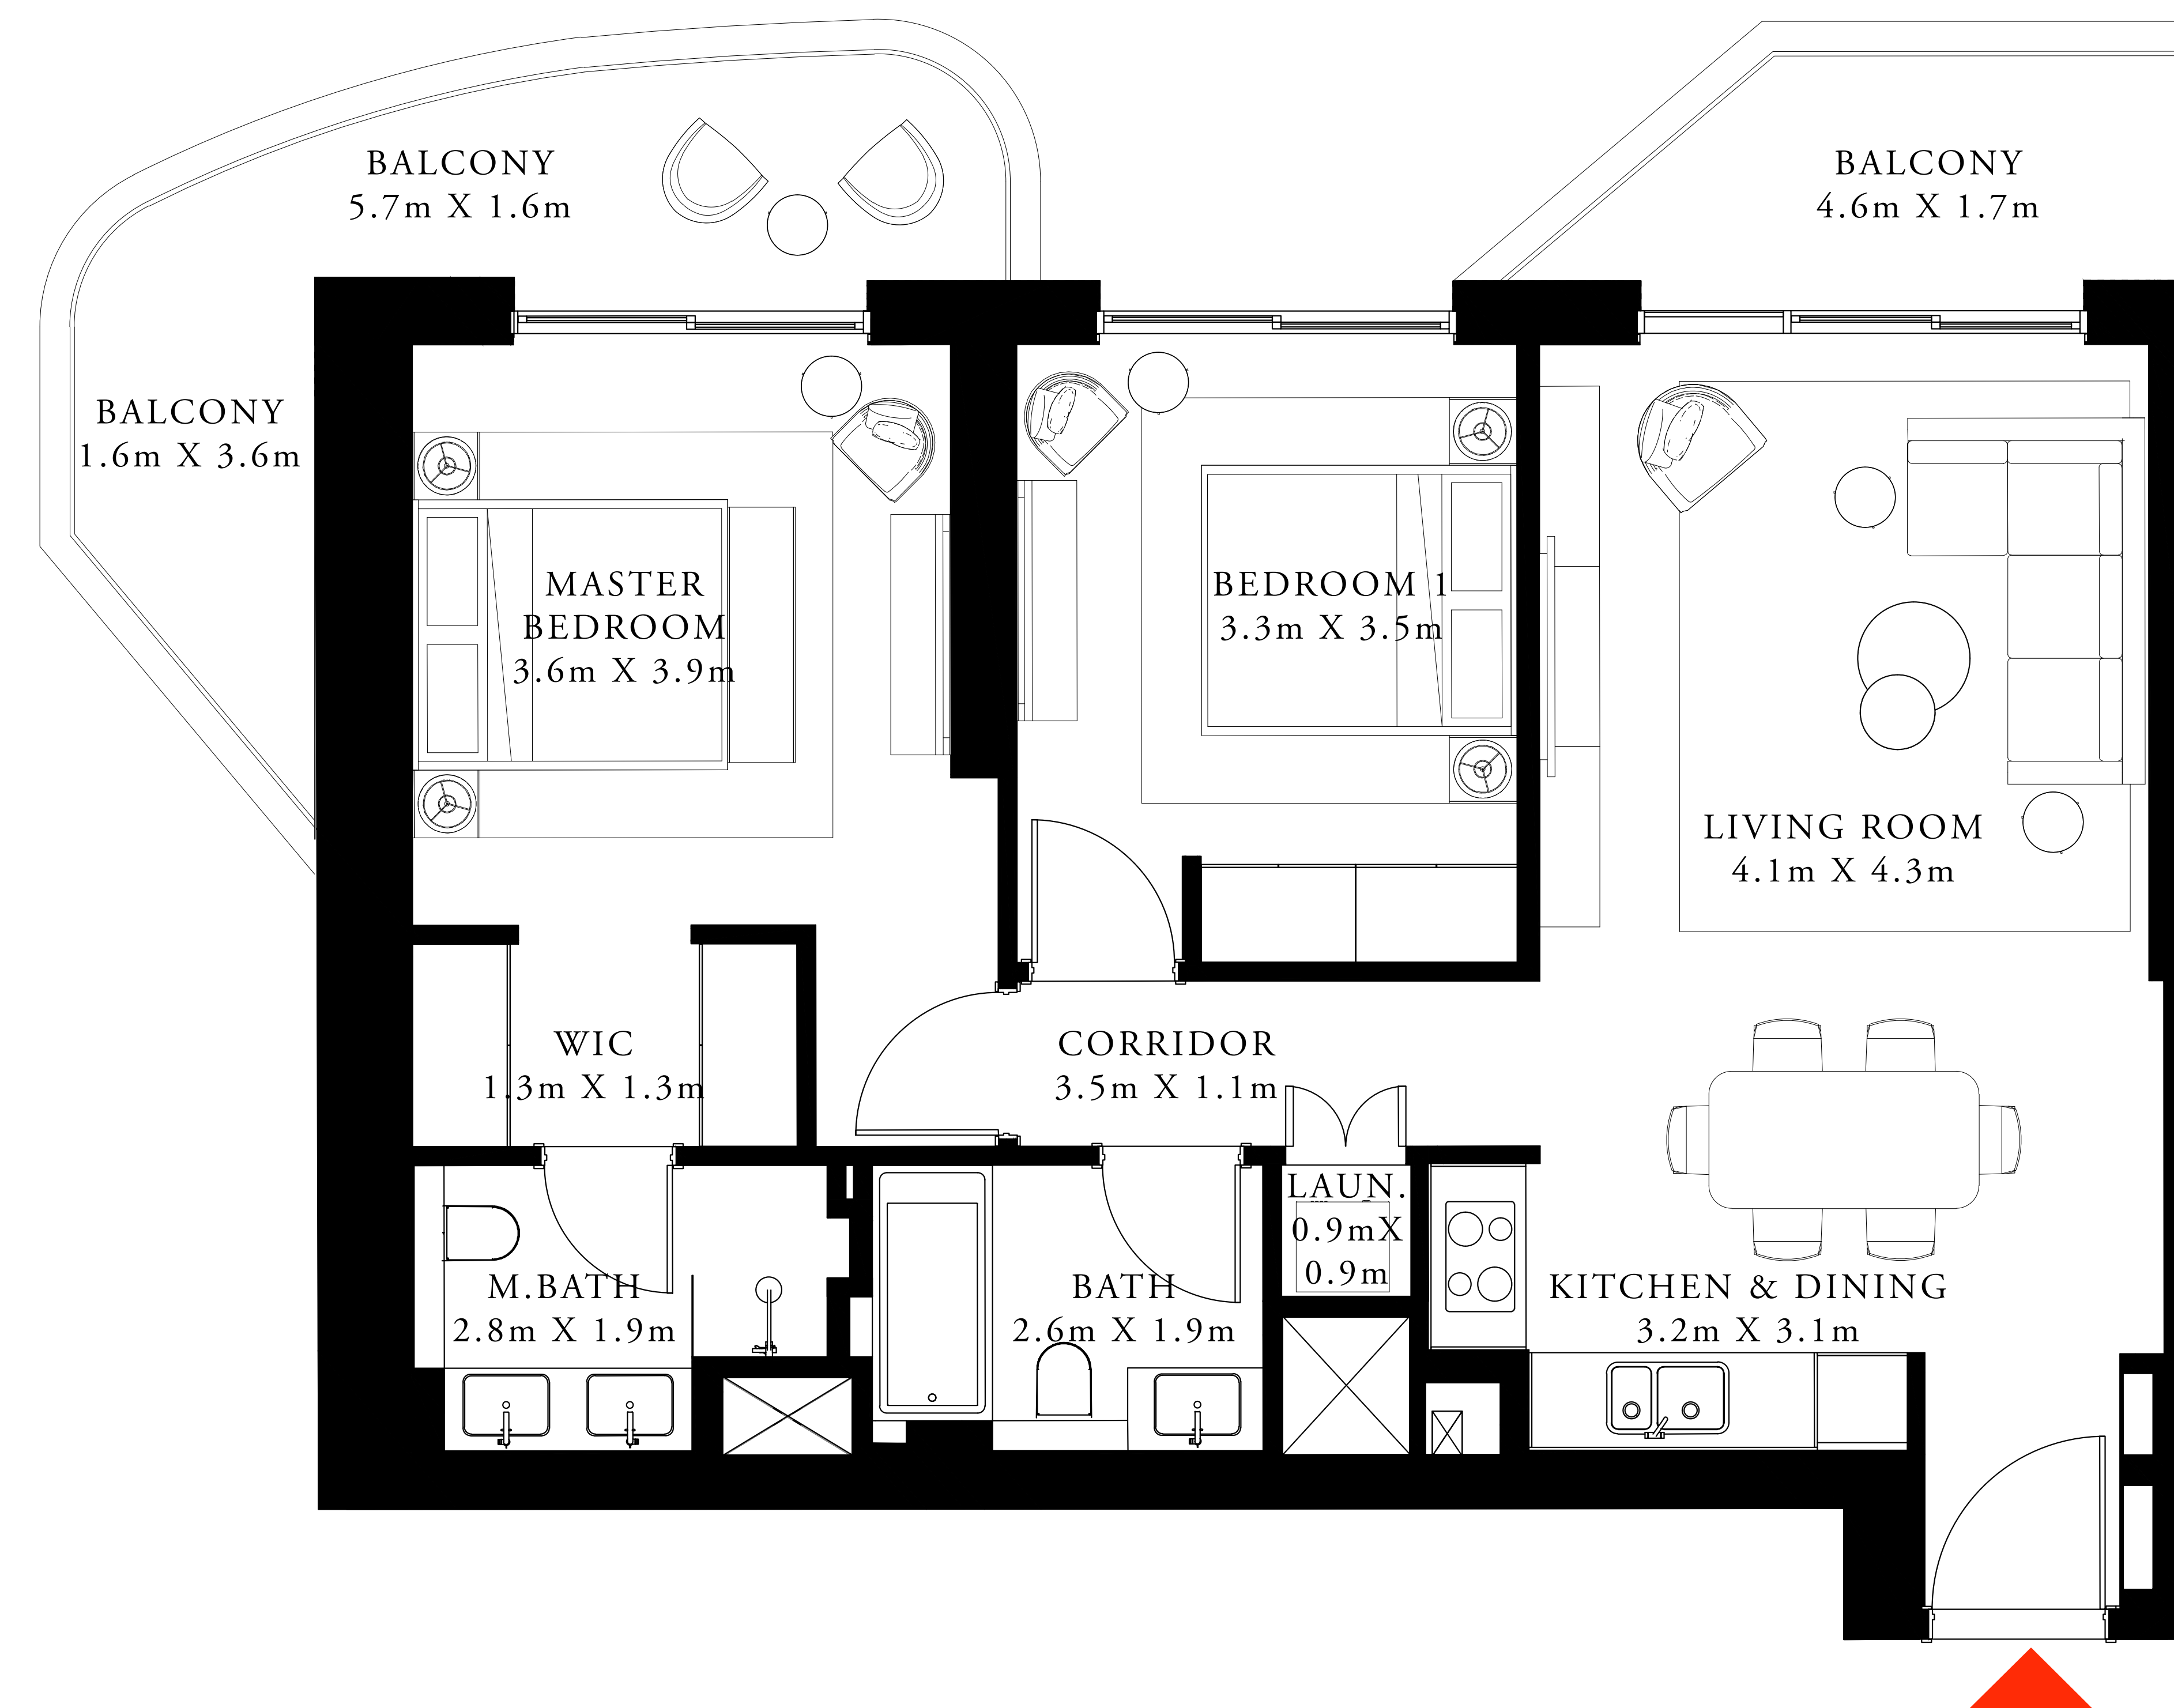 BALCONY
5.7m X 1.6m
BALCONY
4.6m X 1.7m
BALCONY
1.6m X 3.6m
MASTER
BEDROOM
3.6m X 3.9m
BEDROOM 1
3.3m X 3.5m
LIVING ROOM
4.1m X 4.3m
WIC
1.3m X 1.3m
CORRIDOR
3.5m X 1.1m
LAUN.
0.9mX
0.9m
M.BATH
2.8m X 1.9m
BATH
2.6m X 1.9m
KITCHEN & DINING
3.2m X 3.1m